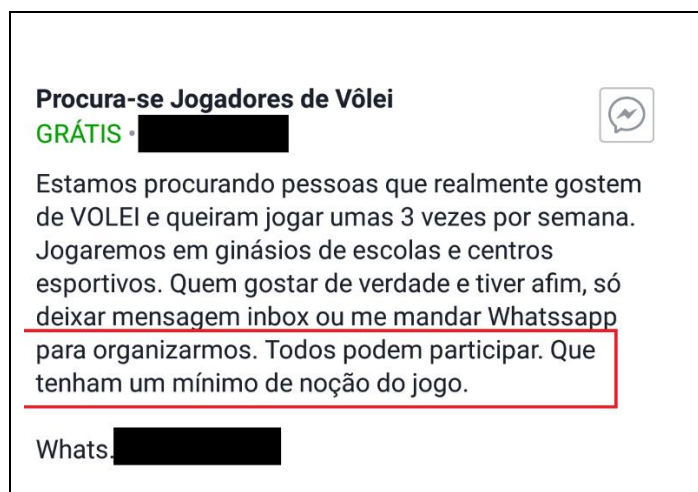 Procura-se Jogadores de Vôlei
GRÁTIS •
Estamos procurando pessoas que realmente gostem
de VOLEI e queiram jogar umas 3 vezes por semana.
Jogaremos em ginásios de escolas e centros
esportivos. Quem gostar de verdade e tiver afim, só
deixar mensagem inbox ou me mandar Whatssapp
para organizarmos. Todos podem participar. Que
tenham um mínimo de noção do jogo.
Whats.